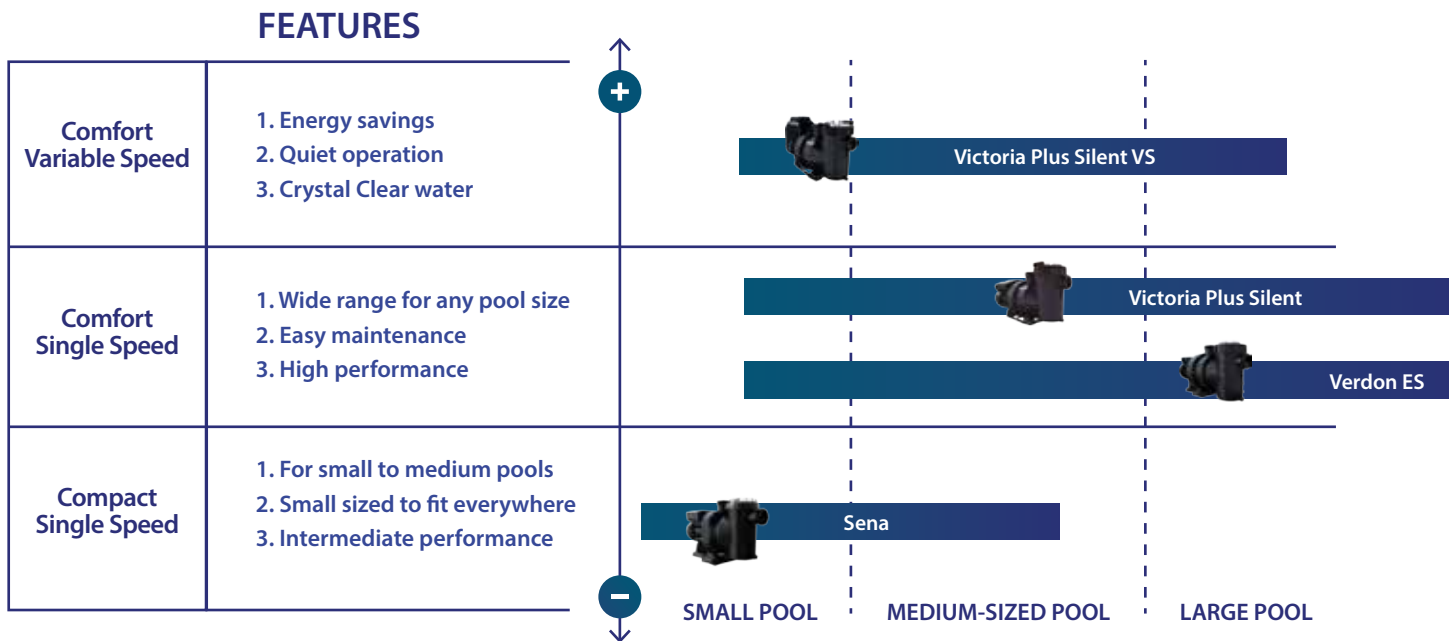 FEATURES
+
Comfort
Variable Speed
1. Energy savings
2. Quiet operation
3. Crystal Clear water
Victoria Plus Silent VS
Comfort
Single Speed
1. Wide range for any pool size
2. Easy maintenance
3. High performance
Victoria Plus Silent
Verdon ES
Compact
Single Speed
1. For small to medium pools
2. Small sized to fit everywhere
3. Intermediate performance
Sena
−
SMALL POOL
MEDIUM-SIZED POOL
LARGE POOL